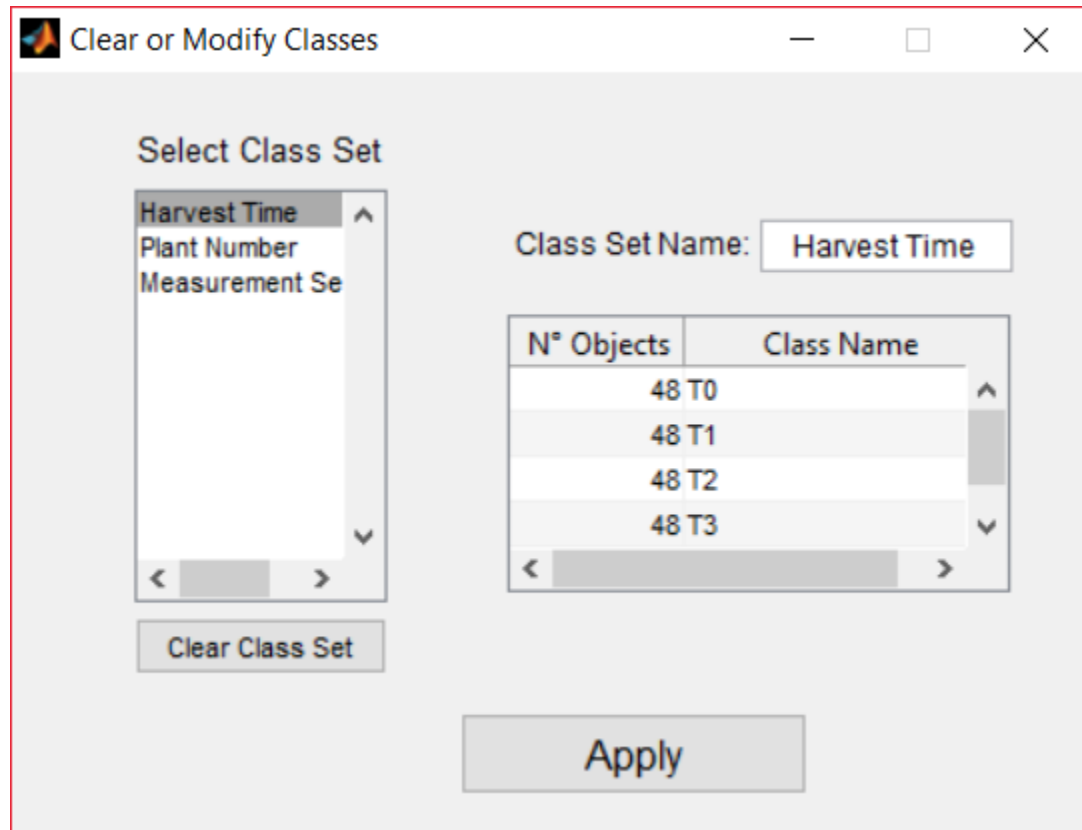 Clear or Modify Classes
Select Class Set
Harvest Time
Plant Number
Measurement Se
Clear Class Set
Class Set Name: Harvest Time
N° Objects Class Name
48 T0
48 T1
48 T2
48 T3
Apply